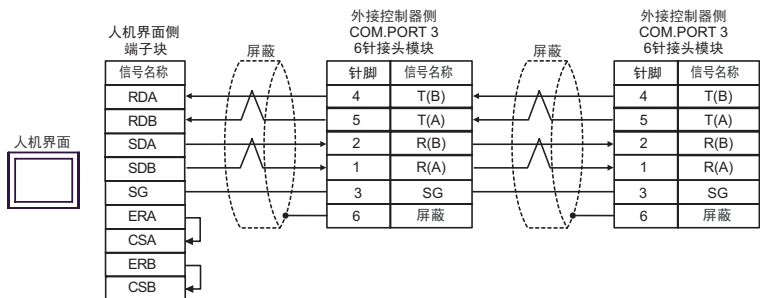 人机界面侧
端子块
屏蔽
外接控制器侧
COM.PORT 3
6针接头模块
屏蔽
外接控制器侧
COM.PORT 3
6针接头模块
人机界面
信号名称
RDA
RDB
SDA
SDB
SG
ERA
CSA
ERB
CSB
针脚 信号名称
4 T(B)
5 T(A)
2 R(B)
1 R(A)
3 SG
6 屏蔽
针脚 信号名称
4 T(B)
5 T(A)
2 R(B)
1 R(A)
3 SG
6 屏蔽